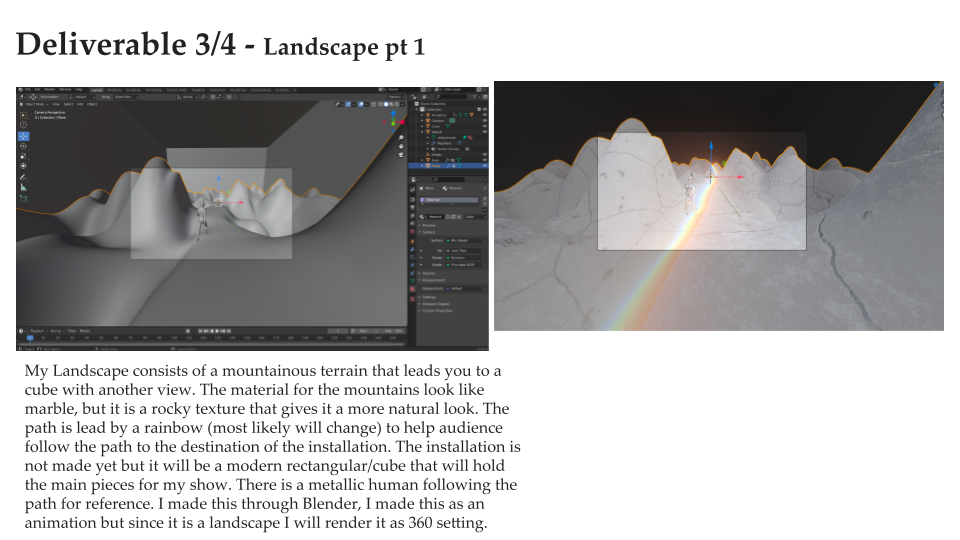 Deliverable 3/4 - Landscape pt 1
Camera Perspective
My Landscape consists of a mountainous terrain that leads you to a
cube with another view. The material for the mountains look like
marble, but it is a rocky texture that gives it a more natural look. The
path is lead by a rainbow (most likely will change) to help audience
follow the path to the destination of the installation. The installation is
not made yet but it will be a modern rectangular/cube that will hold
the main pieces for my show. There is a metallic human following the
path for reference. I made this through Blender, I made this as an
animation but since it is a landscape I will render it as 360 setting.